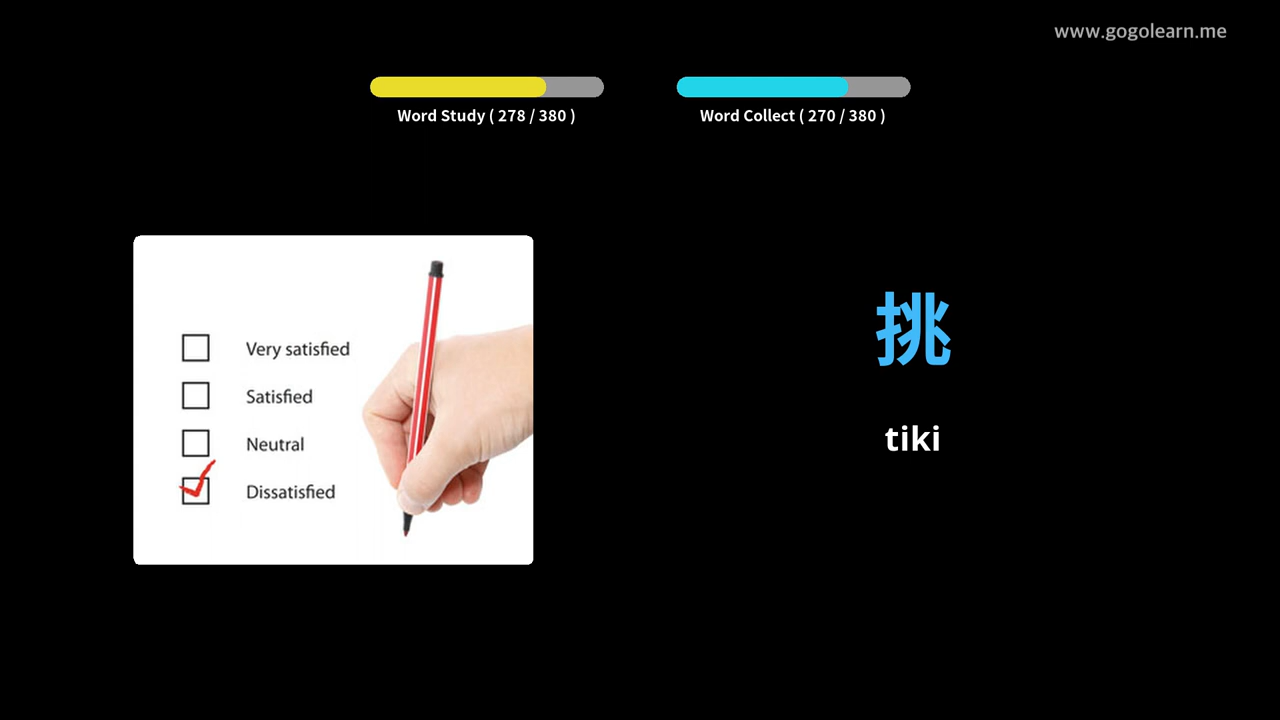 www.gogolearn.me
Word Study ( 278 / 380 )
Word Collect ( 270 / 380 )
Very satisfied
Satisfied
Neutral
Dissatisfied
挑
tiki